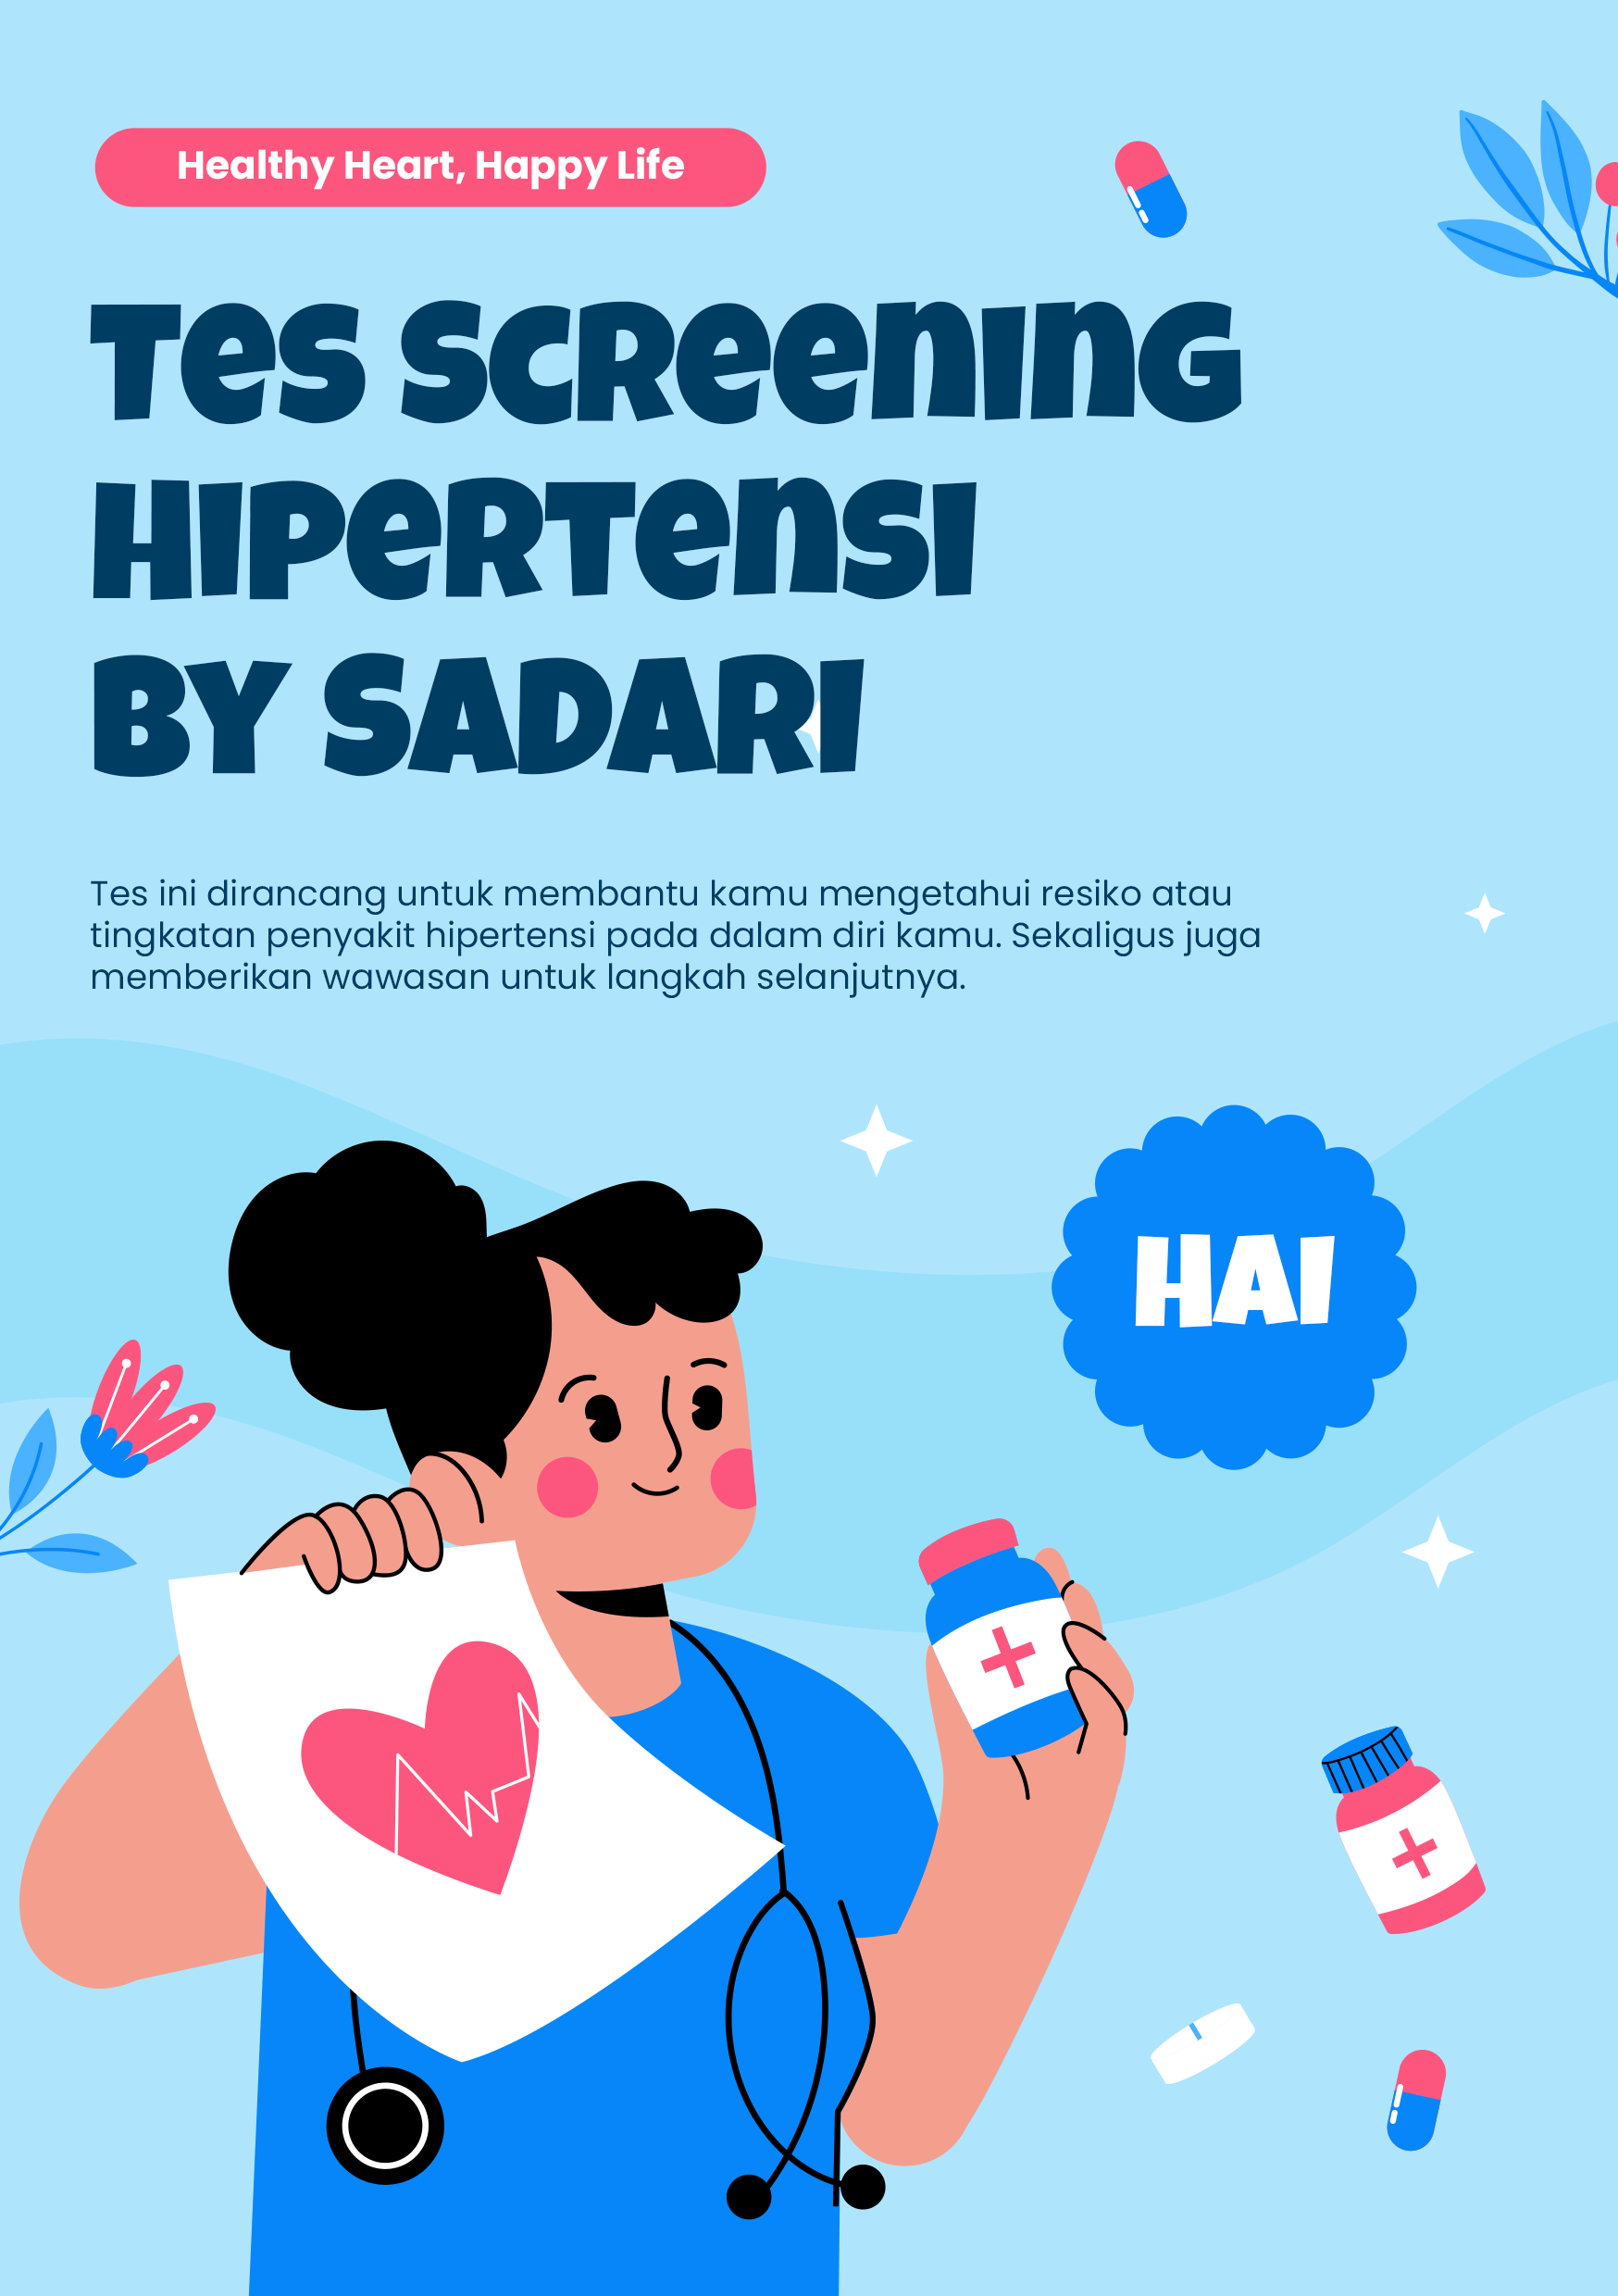 Healthy Heart, Happy Life
Tes Screening
Hipertensi
BY SADARI
Tes ini dirancang untuk membantu kamu mengetahui resiko atau
tingkatan penyakit hipertensi pada dalam diri kamu. Sekaligus juga
memberikan wawasan untuk langkah selanjutnya.
HAI